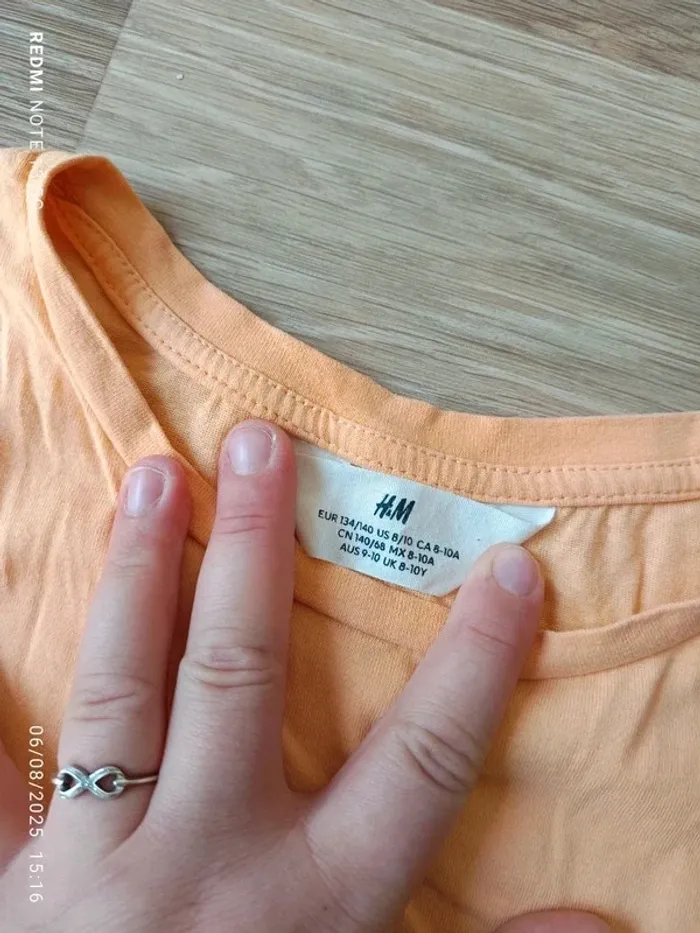 REDMI NOTE
H&M
EUR 134/140 US 8/10 CA 8-10A
CN 140/68 MX 8-10A
AUS 9-10 UK 8-10Y
06/08/2025 15:16